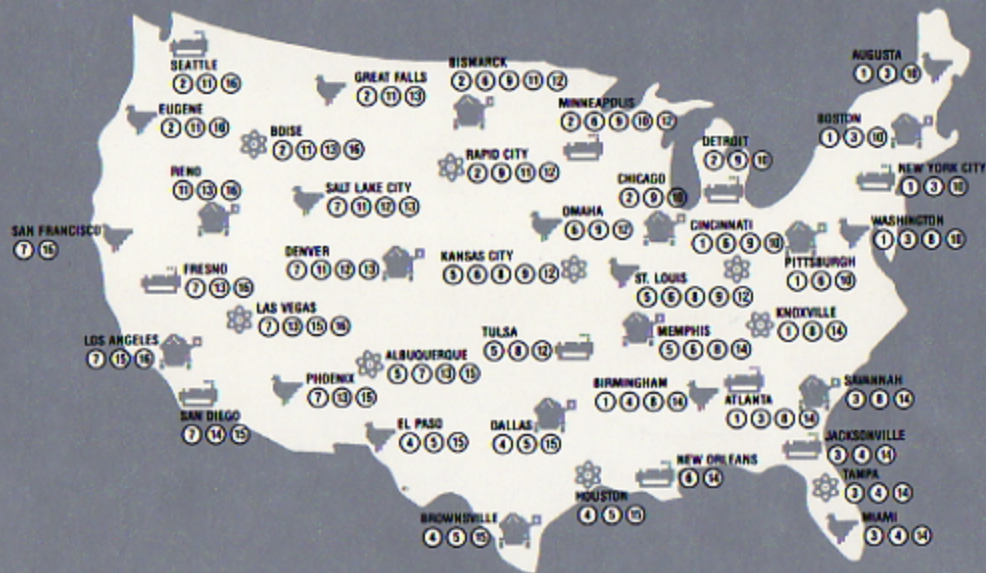 SEATTLE
2 11 16
EUGENE
2 11 16
BOISE
2 11 13 16
GREAT FALLS
2 11 13
BISMARCK
2 6 9 11 12
MINNEAPOLIS
2 6 9 10 12
RAPID CITY
2 9 11 12
DETROIT
2 9 10
CHICAGO
2 9 10
AUGUSTA
1 3 10
BOSTON
1 3 10
NEW YORK CITY
1 3 10
WASHINGTON
1 3 8 10
RENO
11 13 16
SALT LAKE CITY
7 11 12 13
OMAHA
6 9 12
CINCINNATI
1 6 9 10
PITTSBURGH
1 6 10
SAN FRANCISCO
7 16
DENVER
7 11 12 13
KANSAS CITY
5 6 8 9 12
ST. LOUIS
5 6 8 9 12
FRESNO
7 13 16
LAS VEGAS
7 13 15 16
KNOXVILLE
1 8 14
LOS ANGELES
7 15 16
TULSA
5 8 12
MEMPHIS
5 6 8 14
ALBUQUERQUE
5 7 13 15
PHOENIX
7 13 15
BIRMINGHAM
1 4 8 14
ATLANTA
1 3 8 14
SAVANNAH
3 8 14
SAN DIEGO
7 14 15
EL PASO
4 5 15
DALLAS
4 5 15
JACKSONVILLE
3 4 14
NEW ORLEANS
14
TAMPA
3 4 14
HOUSTON
4 5 15
BROWNSVILLE
4 5 15
MIAMI
3 4 14